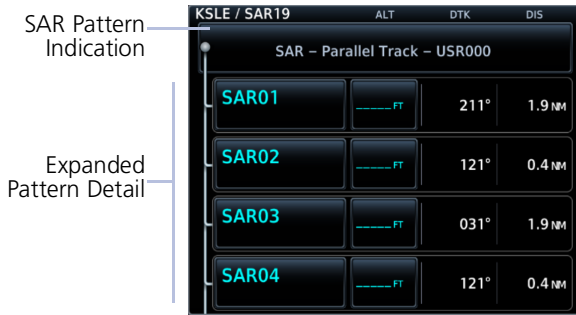 SAR Pattern
Indication
Expanded
Pattern Detail
KSLE / SAR19 ALT DTK DIS
SAR – Parallel Track – USR000
SAR01 _____FT 211° 1.9NM
SAR02 _____FT 121° 0.4NM
SAR03 _____FT 031° 1.9NM
SAR04 _____FT 121° 0.4NM